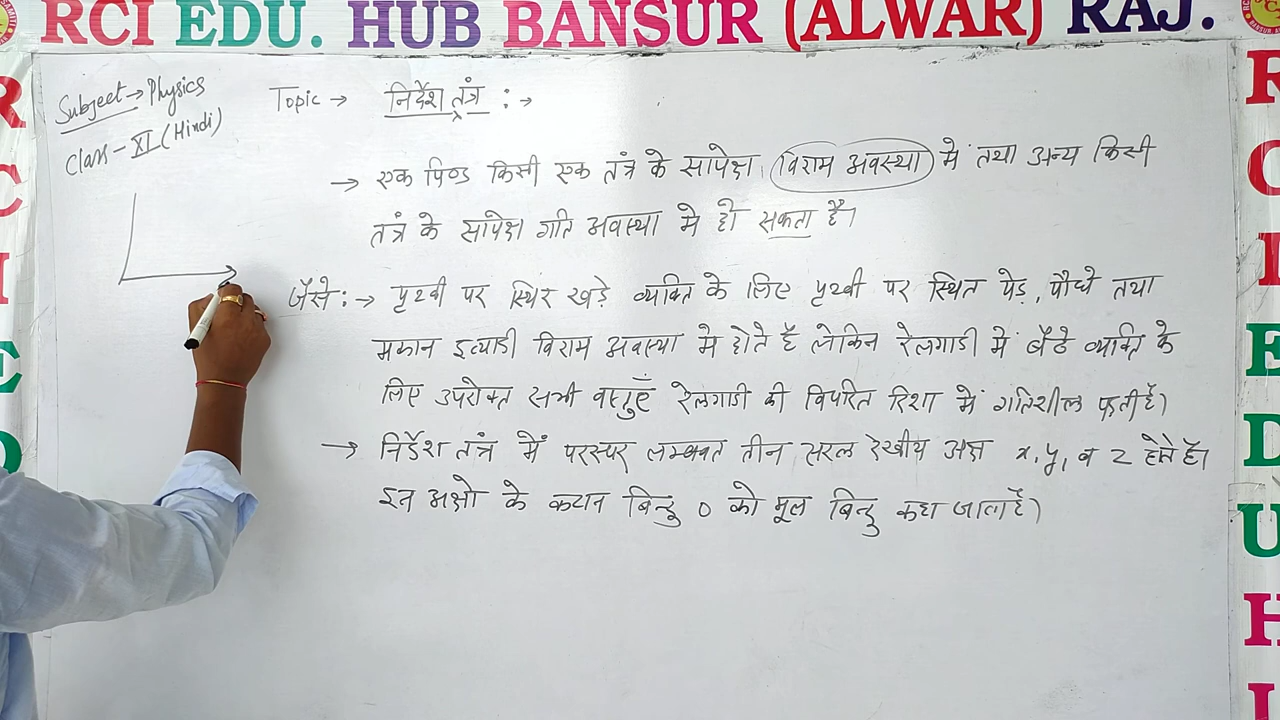 RCI EDU. HUB BANSUR (ALWAR) RAJ.
Subject → Physics
Class - XI (Hindi)
Topic → निर्देश तंत्र :→
→ एक पिण्ड किसी एक तंत्र के सापेक्ष विराम अवस्था में तथा अन्य किसी
तंत्र के सापेक्ष गति अवस्था मे हो सकता है।
जैसे :→ पृथ्वी पर स्थिर खड़े व्यक्ति के लिए पृथ्वी पर स्थित पेड़, पौधे तथा
मकान इत्यादी विराम अवस्था मे होते है लेकिन रेलगाडी में बैठे व्यक्ति के
लिए उपरोक्त सभी वस्तुएँ रेलगाडी की विपरित दिशा में गतिशील है।
→ निर्देश तंत्र में परस्पर लम्बवत तीन सरल रेखीय अक्ष x, y, व z होते है।
इन अक्षो के कटान बिन्दु 0 को मूल बिन्दु कहा जाता है।
R
C
I
E
D
R
C
I
E
D
U
H